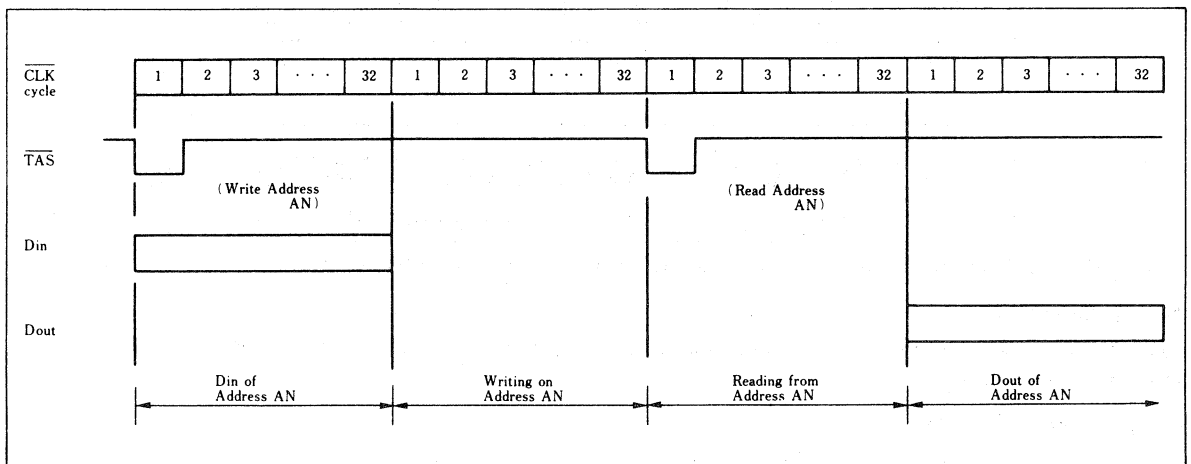 CLK
cycle
1 2 3 · · · 32 1 2 3 · · · 32 1 2 3 · · · 32 1 2 3 · · · 32
TAS
(Write Address
AN)
(Read Address
AN)
Din
Dout
Din of
Address AN
Writing on
Address AN
Reading from
Address AN
Dout of
Address AN